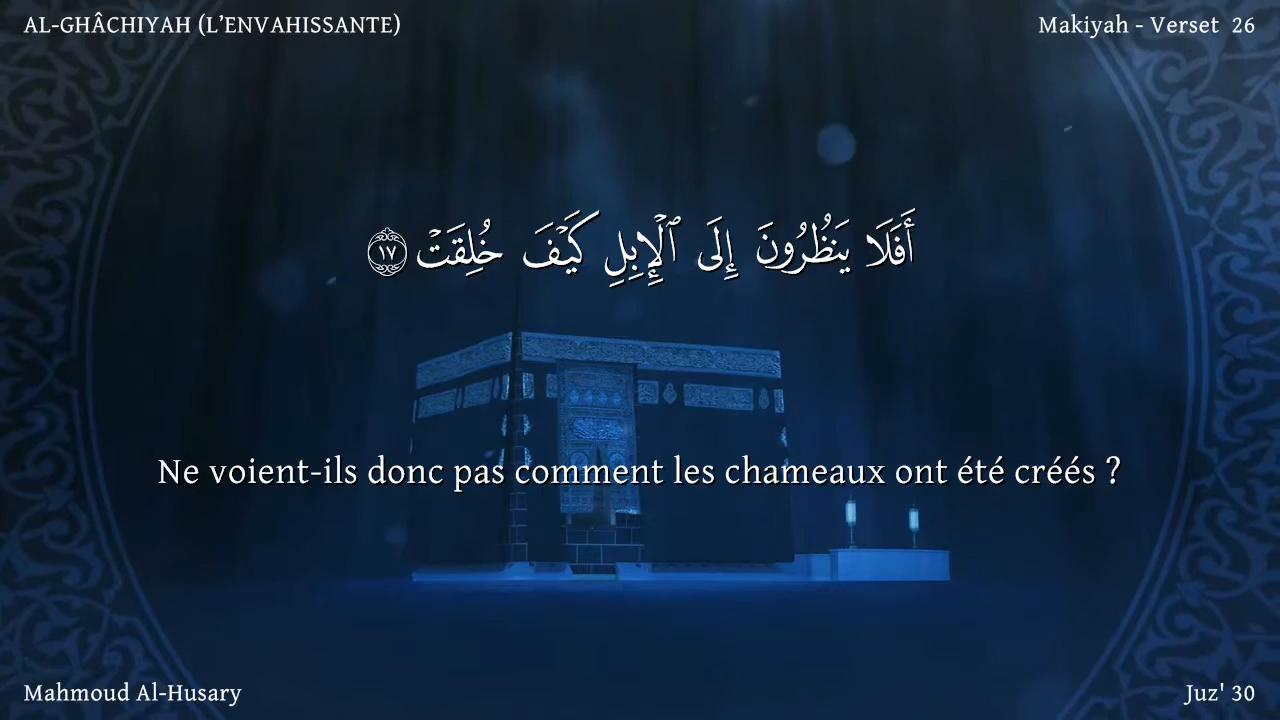 AL-GHÂCHIYAH (L’ENVAHISSANTE)
Makiyah - Verset 26
أَفَلَا يَنظُرُونَ إِلَى ٱلْإِبِلِ كَيْفَ خُلِقَتْ ١٧
Ne voient-ils donc pas comment les chameaux ont été créés ?
Mahmoud Al-Husary
Juz' 30